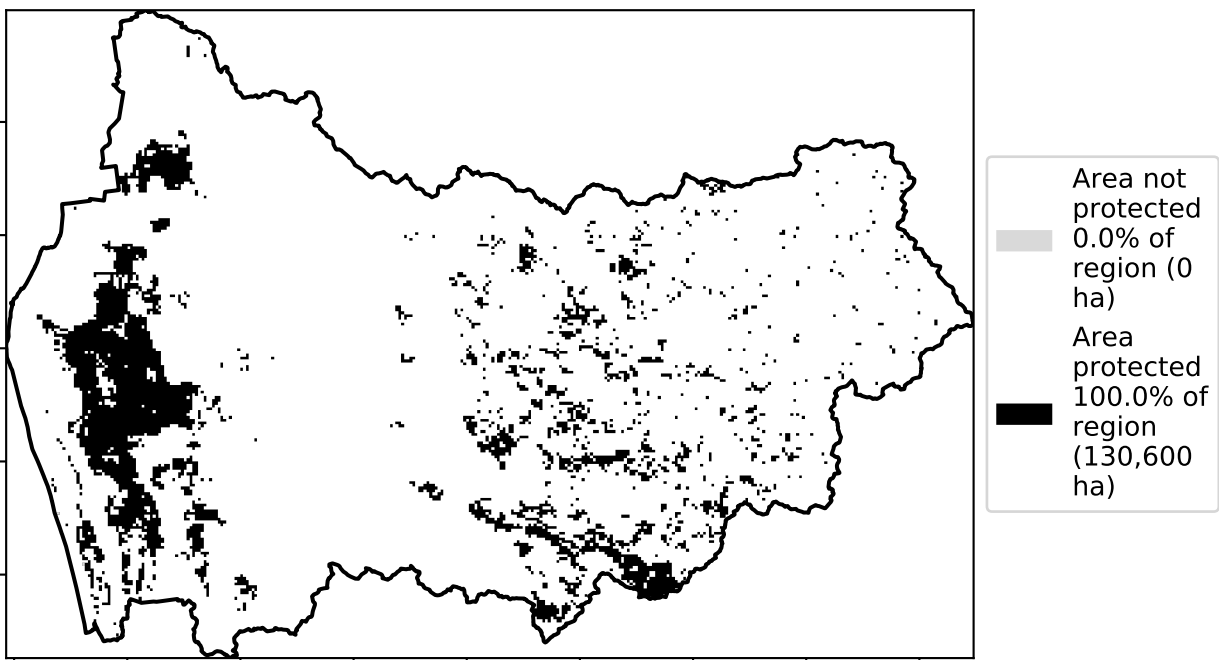 Area not
protected
0.0% of
region (0
ha)
Area
protected
100.0% of
region
(130,600
ha)